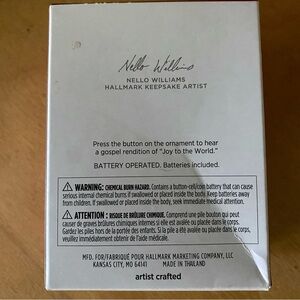 Nello Williams
NELLO WILLIAMS
HALLMARK KEEPSAKE ARTIST
Press the button on the ornament to hear
a gospel rendition of "Joy to the World."
BATTERY OPERATED. Batteries included.
WARNING: CHEMICAL BURN HAZARD. Contains a button-cell/coin battery that can cause
serious internal chemical burns if swallowed or placed inside the body. Keep batteries away
from children. If swallowed or placed inside the body, seek immediate medical attention.
ATTENTION : RISQUE DE BRÛLURE CHIMIQUE. Comprend une pile bouton qui peut
causer de graves brûlures chimiques internes si elle est avalée ou placée dans le corps.
Gardez les piles hors de la portée des enfants. Si la pile est avalée ou placée dans le corps,
veuillez immédiatement obtenir de l'aide médicale.
MFD. FOR/FABRIQUÉ POUR HALLMARK MARKETING COMPANY, LLC
KANSAS CITY, MO 64141 MADE IN THAILAND
artist crafted